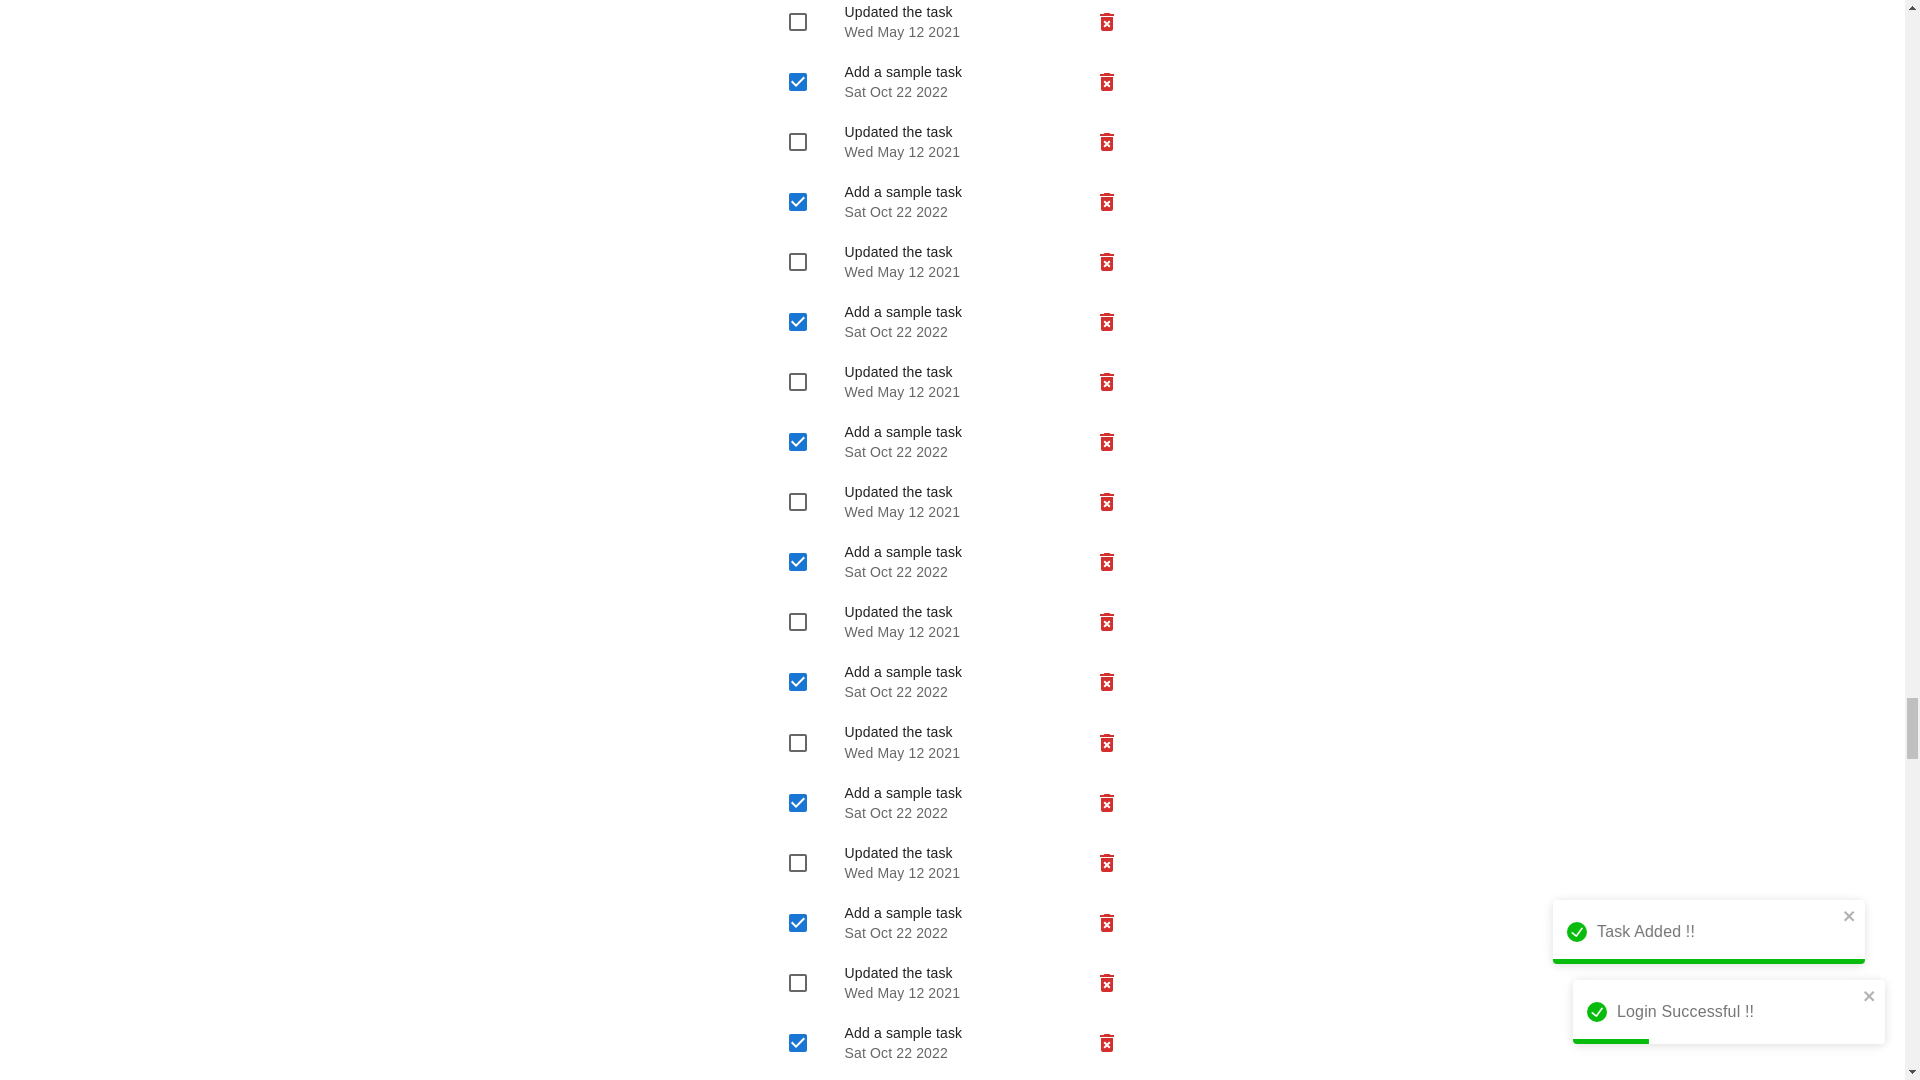 Updated the task
Wed May 12 2021
Add a sample task
Sat Oct 22 2022
Updated the task
Wed May 12 2021
Add a sample task
Sat Oct 22 2022
Updated the task
Wed May 12 2021
Add a sample task
Sat Oct 22 2022
Updated the task
Wed May 12 2021
Add a sample task
Sat Oct 22 2022
Updated the task
Wed May 12 2021
Add a sample task
Sat Oct 22 2022
Updated the task
Wed May 12 2021
Add a sample task
Sat Oct 22 2022
Updated the task
Wed May 12 2021
Add a sample task
Sat Oct 22 2022
Updated the task
Wed May 12 2021
Add a sample task
Sat Oct 22 2022
Updated the task
Wed May 12 2021
Add a sample task
Sat Oct 22 2022
Task Added !!
Login Successful !!